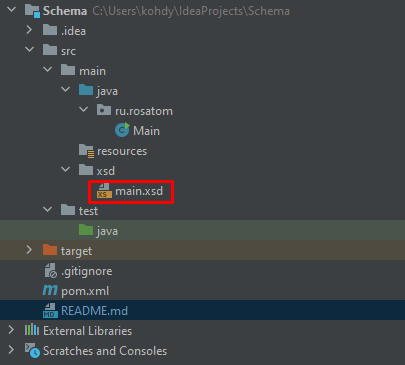 Schema C:\Users\kohdy\IdeaProjects\Schema
.idea
src
main
java
ru.rosatom
Main
resources
xsd
main.xsd
test
java
target
.gitignore
pom.xml
README.md
External Libraries
Scratches and Consoles